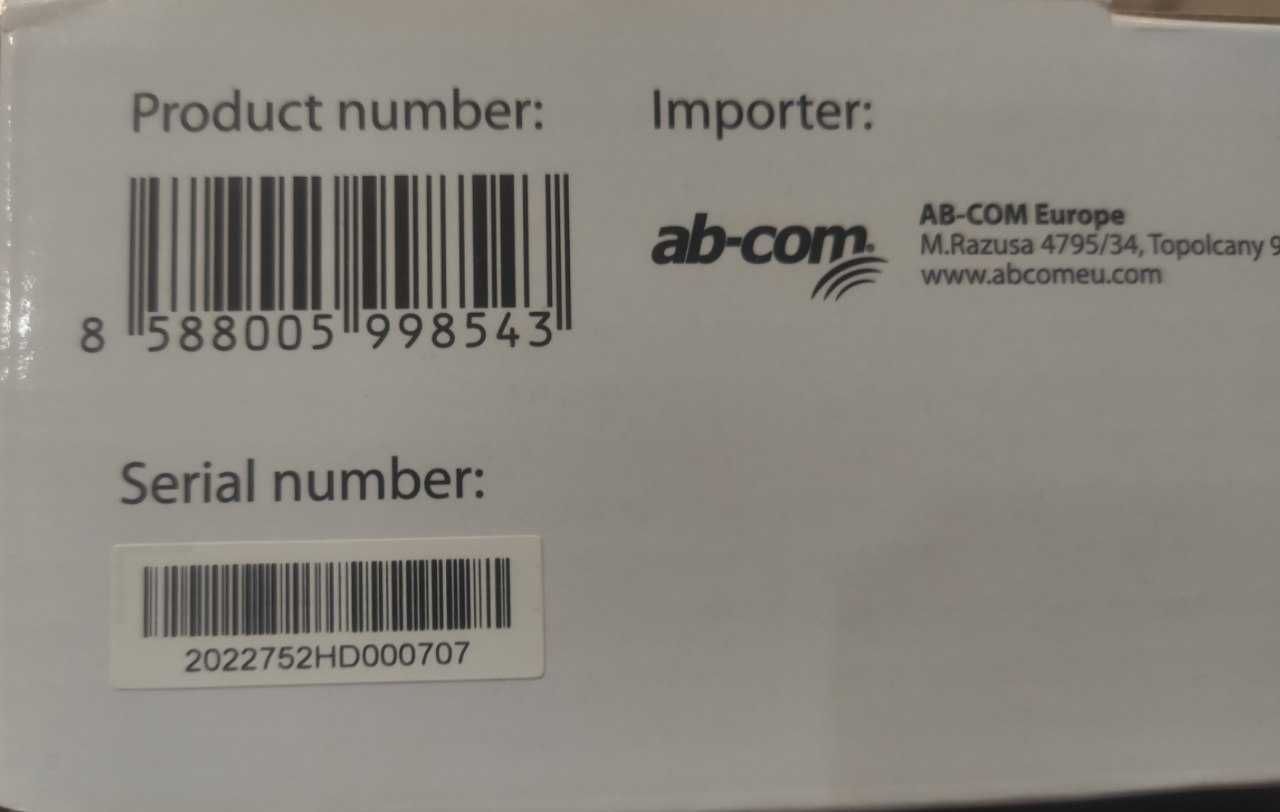 Product number:
8 588005 998543
Importer:
ab-com
AB-COM Europe
M.Razusa 4795/34, Topolcany 9
www.abcomeu.com
Serial number:
2022752HD000707